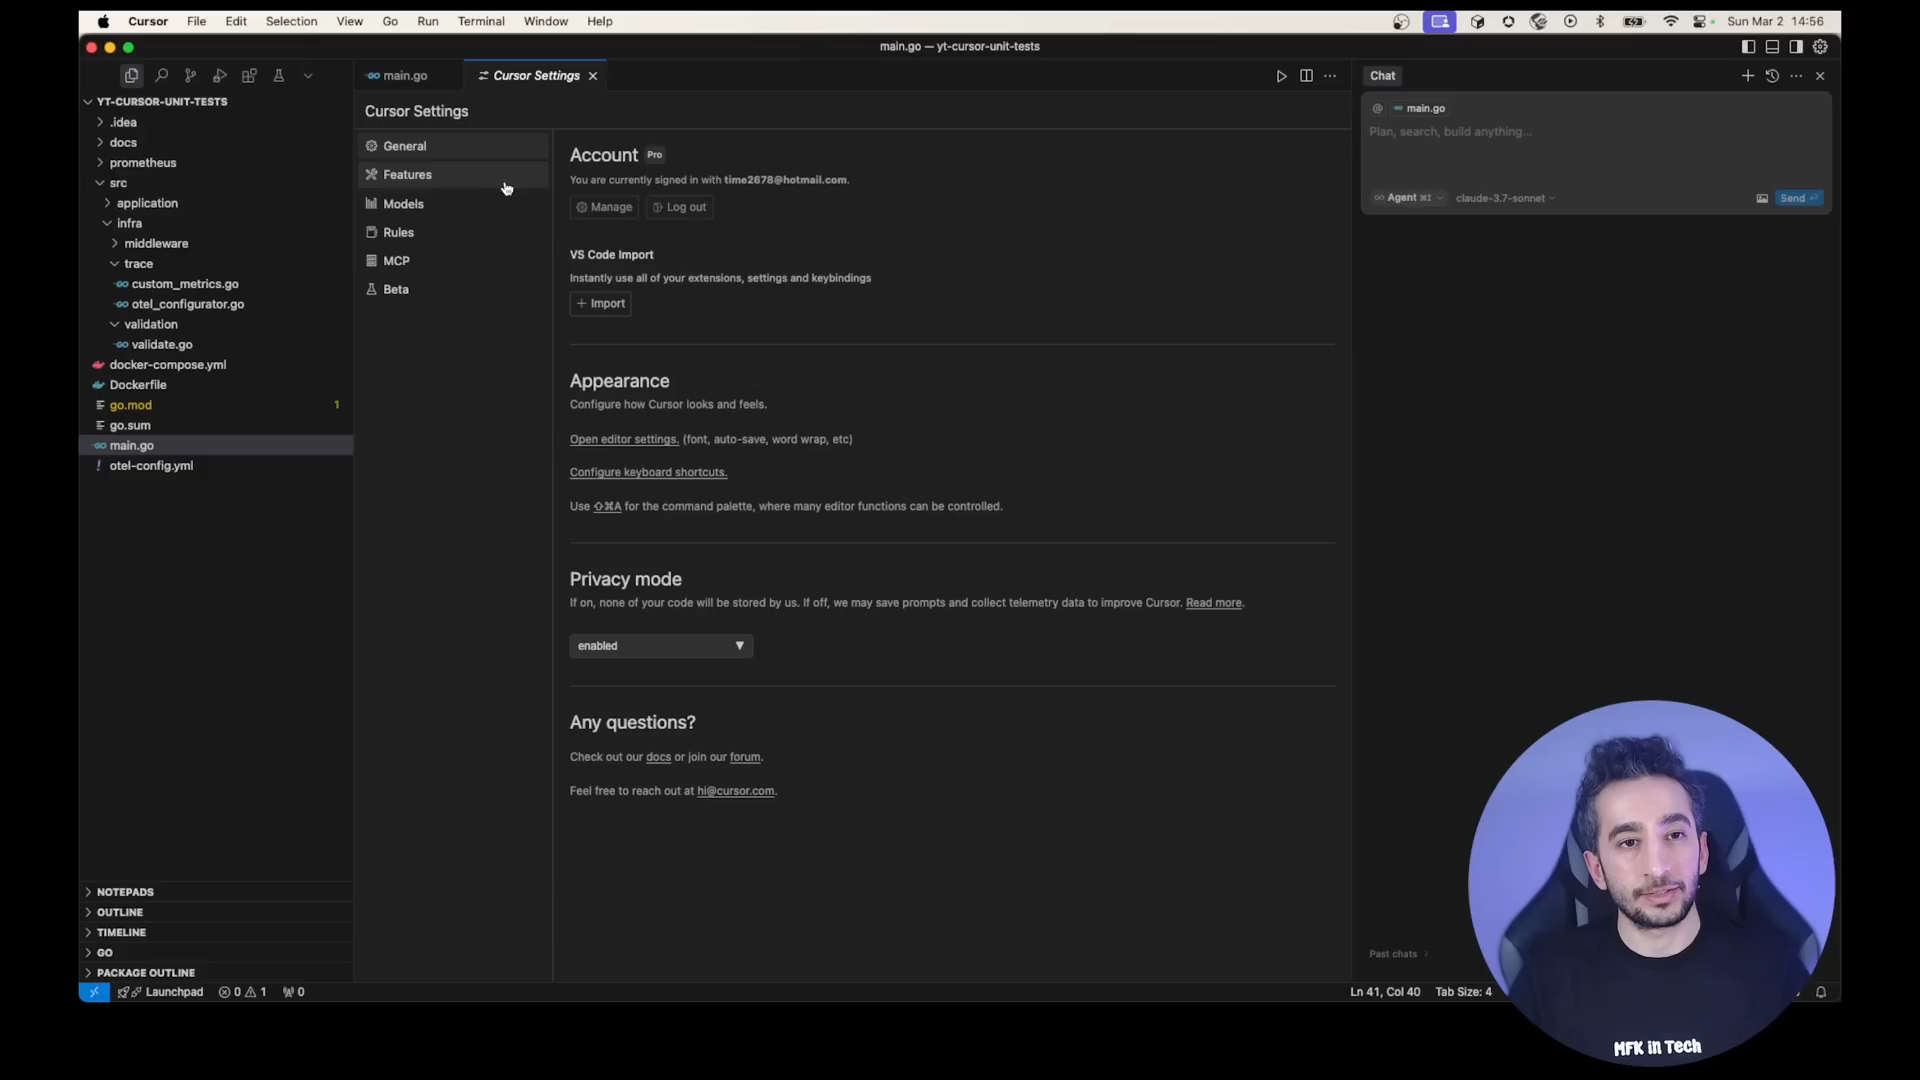 Cursor File Edit Selection View Go Run Terminal Window Help
Sun Mar 2 14:56
main.go — yt-cursor-unit-tests
main.go
Cursor Settings
YT-CURSOR-UNIT-TESTS
.idea
docs
prometheus
src
application
infra
middleware
trace
custom_metrics.go
otel_configurator.go
validation
validate.go
docker-compose.yml
Dockerfile
go.mod 1
go.sum
main.go
otel-config.yml
NOTEPADS
OUTLINE
TIMELINE
GO
PACKAGE OUTLINE
Cursor Settings
General
Features
Models
Rules
MCP
Beta
Account Pro
You are currently signed in with time2678@hotmail.com.
Manage Log out
VS Code Import
Instantly use all of your extensions, settings and keybindings
+ Import
Appearance
Configure how Cursor looks and feels.
Open editor settings. (font, auto-save, word wrap, etc)
Configure keyboard shortcuts.
Use ⇧⌘A for the command palette, where many editor functions can be controlled.
Privacy mode
If on, none of your code will be stored by us. If off, we may save prompts and collect telemetry data to improve Cursor. Read more.
enabled
Any questions?
Check out our docs or join our forum.
Feel free to reach out at hi@cursor.com.
Chat
@ main.go
Plan, search, build anything...
Agent ⌘I claude-3.7-sonnet Send
Past chats
Launchpad 0 1 0
Ln 41, Col 40 Tab Size: 4
MFK in Tech